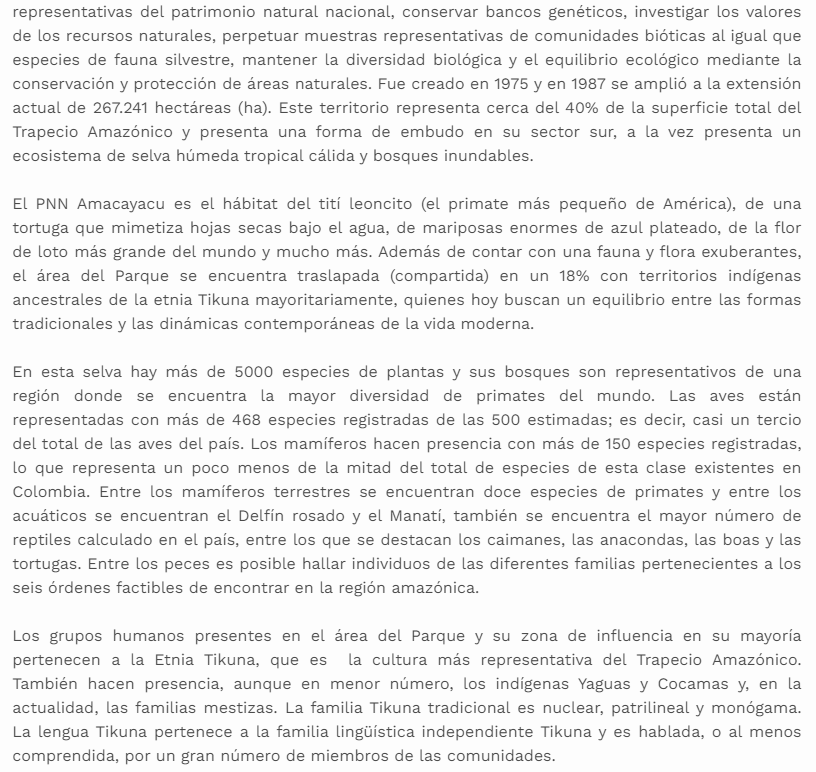 representativas del patrimonio natural nacional, conservar bancos genéticos, investigar los valores
de los recursos naturales, perpetuar muestras representativas de comunidades bióticas al igual que
especies de fauna silvestre, mantener la diversidad biológica y el equilibrio ecológico mediante la
conservación y protección de áreas naturales. Fue creado en 1975 y en 1987 se amplió a la extensión
actual de 267.241 hectáreas (ha). Este territorio representa cerca del 40% de la superficie total del
Trapecio Amazónico y presenta una forma de embudo en su sector sur, a la vez presenta un
ecosistema de selva húmeda tropical cálida y bosques inundables.
El PNN Amacayacu es el hábitat del tití leoncito (el primate más pequeño de América), de una
tortuga que mimetiza hojas secas bajo el agua, de mariposas enormes de azul plateado, de la flor
de loto más grande del mundo y mucho más. Además de contar con una fauna y flora exuberantes,
el área del Parque se encuentra traslapada (compartida) en un 18% con territorios indígenas
ancestrales de la etnia Tikuna mayoritariamente, quienes hoy buscan un equilibrio entre las formas
tradicionales y las dinámicas contemporáneas de la vida moderna.
En esta selva hay más de 5000 especies de plantas y sus bosques son representativos de una
región donde se encuentra la mayor diversidad de primates del mundo. Las aves están
representadas con más de 468 especies registradas de las 500 estimadas; es decir, casi un tercio
del total de las aves del país. Los mamíferos hacen presencia con más de 150 especies registradas,
lo que representa un poco menos de la mitad del total de especies de esta clase existentes en
Colombia. Entre los mamíferos terrestres se encuentran doce especies de primates y entre los
acuáticos se encuentran el Delfín rosado y el Manatí, también se encuentra el mayor número de
reptiles calculado en el país, entre los que se destacan los caimanes, las anacondas, las boas y las
tortugas. Entre los peces es posible hallar individuos de las diferentes familias pertenecientes a los
seis órdenes factibles de encontrar en la región amazónica.
Los grupos humanos presentes en el área del Parque y su zona de influencia en su mayoría
pertenecen a la Etnia Tikuna, que es la cultura más representativa del Trapecio Amazónico.
También hacen presencia, aunque en menor número, los indígenas Yaguas y Cocamas y, en la
actualidad, las familias mestizas. La familia Tikuna tradicional es nuclear, patrilineal y monógama.
La lengua Tikuna pertenece a la familia lingüística independiente Tikuna y es hablada, o al menos
comprendida, por un gran número de miembros de las comunidades.